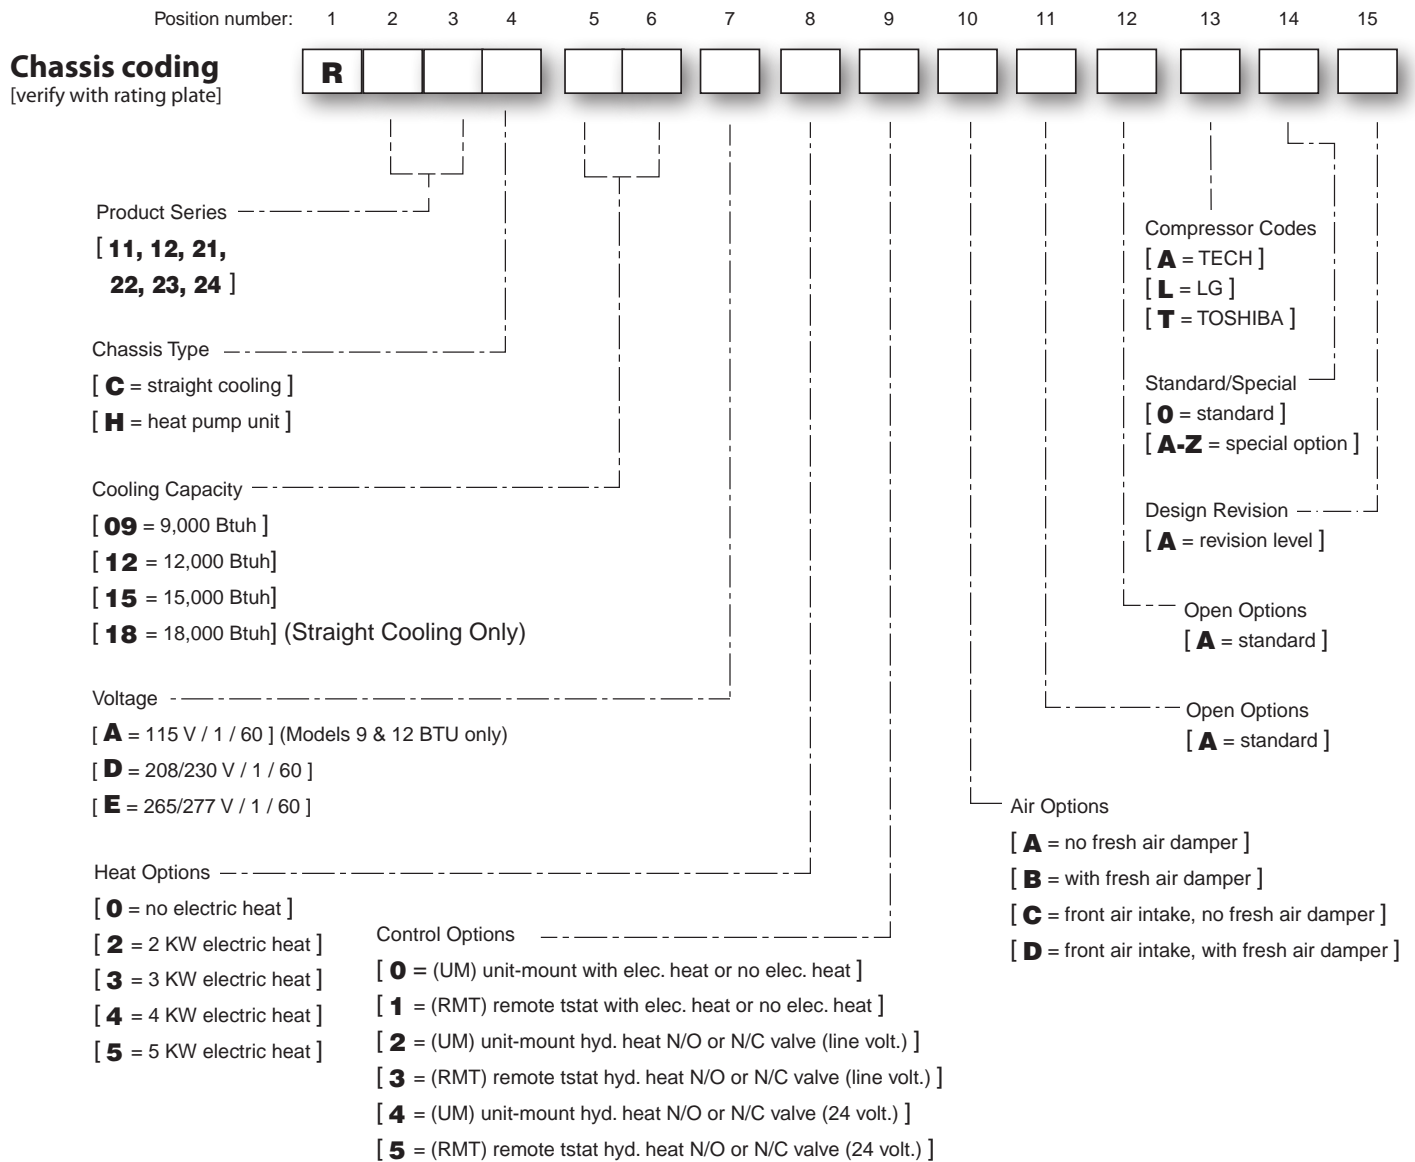 Position number: 1 2 3 4 5 6 7 8 9 10 11 12 13 14 15
Chassis coding
[verify with rating plate]
R
Product Series
[ 11, 12, 21,
22, 23, 24 ]
Chassis Type
[ C = straight cooling ]
[ H = heat pump unit ]
Cooling Capacity
[ 09 = 9,000 Btuh ]
[ 12 = 12,000 Btuh]
[ 15 = 15,000 Btuh]
[ 18 = 18,000 Btuh] (Straight Cooling Only)
Voltage
[ A = 115 V / 1 / 60 ] (Models 9 & 12 BTU only)
[ D = 208/230 V / 1 / 60 ]
[ E = 265/277 V / 1 / 60 ]
Heat Options
[ 0 = no electric heat ]
[ 2 = 2 KW electric heat ]
[ 3 = 3 KW electric heat ]
[ 4 = 4 KW electric heat ]
[ 5 = 5 KW electric heat ]
Control Options
[ 0 = (UM) unit-mount with elec. heat or no elec. heat ]
[ 1 = (RMT) remote tstat with elec. heat or no elec. heat ]
[ 2 = (UM) unit-mount hyd. heat N/O or N/C valve (line volt.) ]
[ 3 = (RMT) remote tstat hyd. heat N/O or N/C valve (line volt.) ]
[ 4 = (UM) unit-mount hyd. heat N/O or N/C valve (24 volt.) ]
[ 5 = (RMT) remote tstat hyd. heat N/O or N/C valve (24 volt.) ]
Compressor Codes
[ A = TECH ]
[ L = LG ]
[ T = TOSHIBA ]
Standard/Special
[ 0 = standard ]
[ A-Z = special option ]
Design Revision
[ A = revision level ]
Open Options
[ A = standard ]
Open Options
[ A = standard ]
Air Options
[ A = no fresh air damper ]
[ B = with fresh air damper ]
[ C = front air intake, no fresh air damper ]
[ D = front air intake, with fresh air damper ]